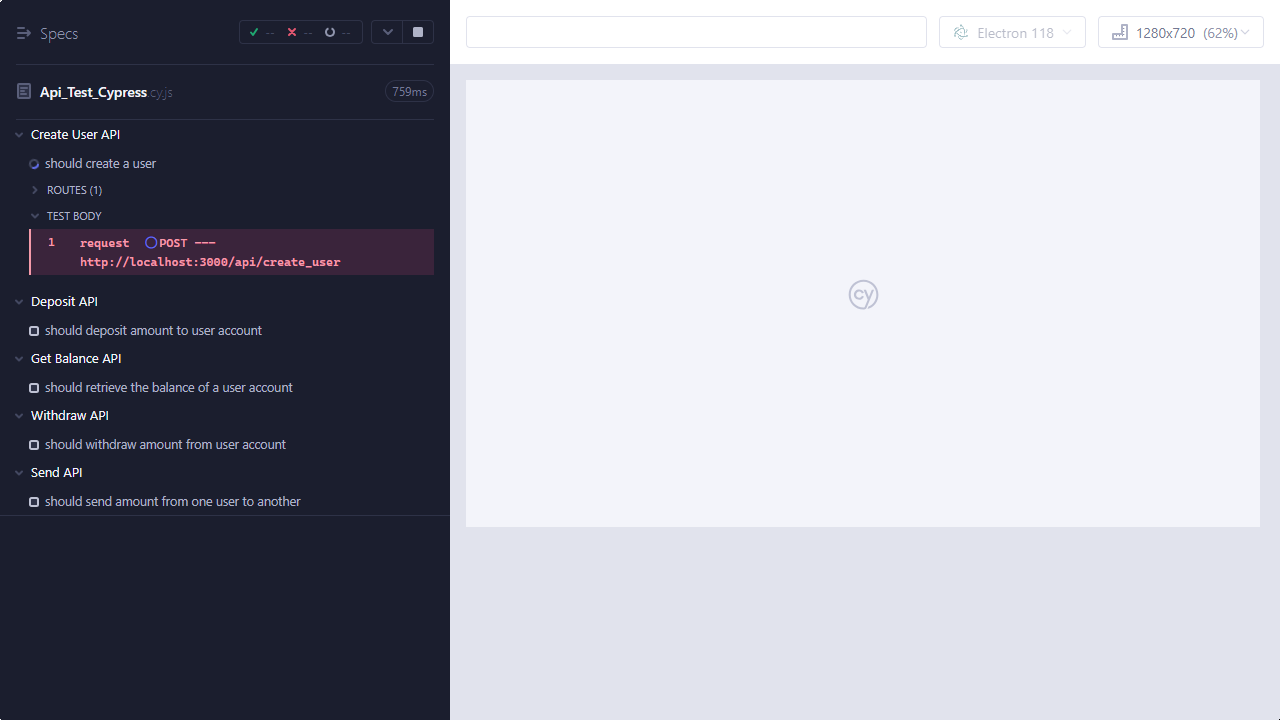 Specs
-- -- --
Electron 118
1280x720 (62%)
Api_Test_Cypress.cy.js
759ms
Create User API
should create a user
ROUTES (1)
TEST BODY
1 request POST ---
http://localhost:3000/api/create_user
Deposit API
should deposit amount to user account
Get Balance API
should retrieve the balance of a user account
Withdraw API
should withdraw amount from user account
Send API
should send amount from one user to another
cy